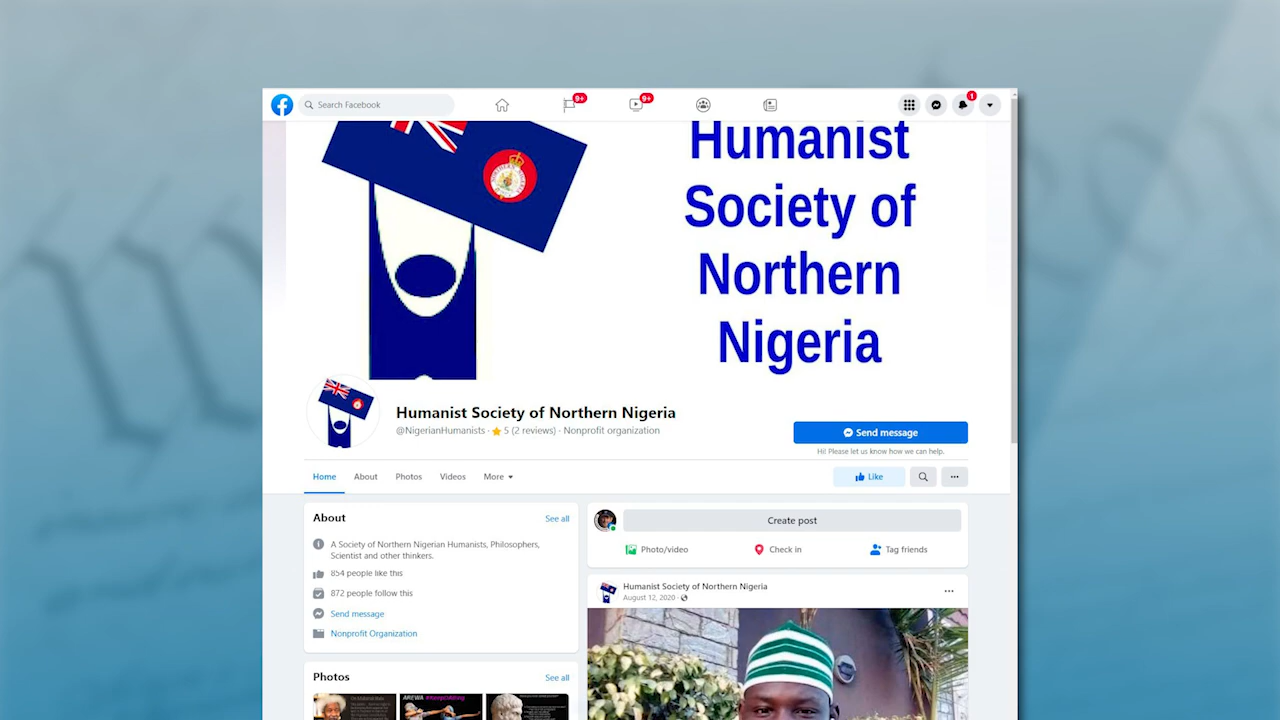 Search Facebook
9+
9+
1
Humanist
Society of
Northern
Nigeria
Humanist Society of Northern Nigeria
@NigerianHumanists · 5 (2 reviews) · Nonprofit organization
Send message
Hi! Please let us know how we can help.
Home About Photos Videos More
Like
About
See all
A Society of Northern Nigerian Humanists, Philosophers,
Scientist and other thinkers.
854 people like this
872 people follow this
Send message
Nonprofit Organization
Photos
See all
AREWA
Create post
Photo/video
Check in
Tag friends
Humanist Society of Northern Nigeria
August 12, 2020 ·